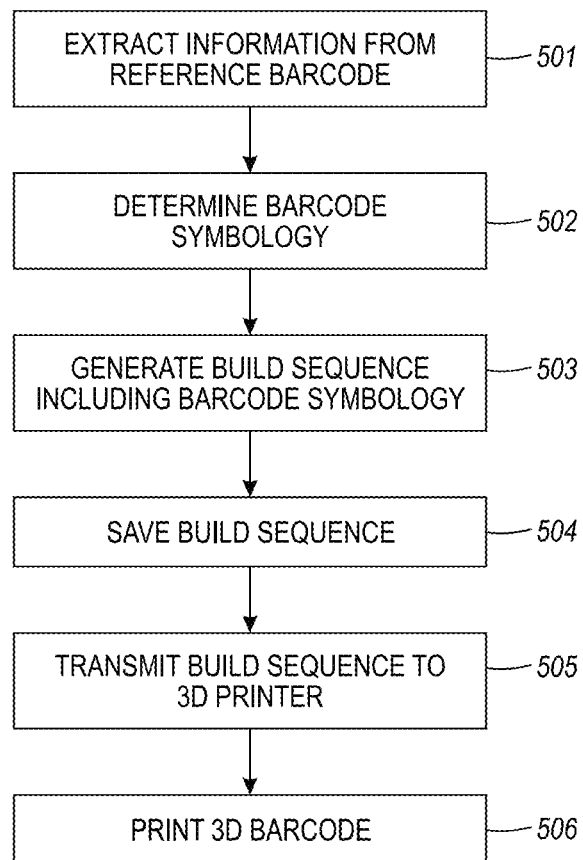 EXTRACT INFORMATION FROM
REFERENCE BARCODE
501
DETERMINE BARCODE
SYMBOLOGY
502
GENERATE BUILD SEQUENCE
INCLUDING BARCODE SYMBOLOGY
503
SAVE BUILD SEQUENCE
504
TRANSMIT BUILD SEQUENCE TO
3D PRINTER
505
PRINT 3D BARCODE
506